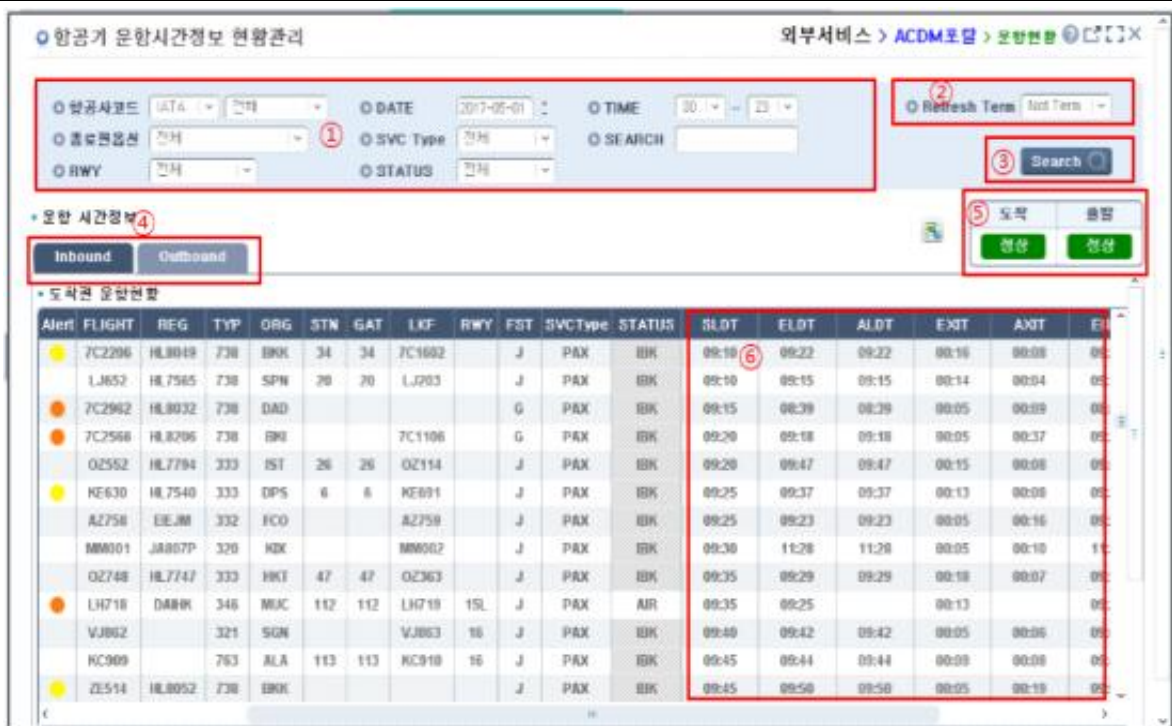 항공기 운항시간정보 현황관리 외부서비스 > ACDM포탈 > 운항현황
항공사코드 IATA 전체 DATE 2017-05-01 TIME 00 ~ 23 ② Refresh Term Not Term
종료편옵션 전체 ① SVC Type 전체 SEARCH
③ Search
RWY 전체 STATUS 전체
운항 시간정보 ④ ⑤ 도착 출발
정상 정상
Inbound Outbound
도착편 운항현황
Alert FLIGHT REG TYP ORG STN GAT LKF RWY FST SVCType STATUS SLDT ELDT ALDT EXIT AXIT
7C2206 HL8049 738 BKK 34 34 7C1602 J PAX IBK 09:10 ⑥ 09:22 09:22 00:16 00:08
LJ652 HL7565 738 SPN 20 20 LJ203 J PAX IBK 09:10 09:15 09:15 00:14 00:04
7C2962 HL8032 738 DAD G PAX IBK 09:15 08:39 08:39 00:05 00:09
7C2568 HL8206 738 BKI 7C1106 G PAX IBK 09:20 09:18 09:18 00:05 00:37
OZ552 HL7794 333 IST 26 26 OZ114 J PAX IBK 09:20 09:47 09:47 00:15 00:08
KE630 HL7540 333 DPS 6 6 KE691 J PAX IBK 09:25 09:37 09:37 00:13 00:08
AZ758 EIEJM 332 FCO AZ759 J PAX IBK 09:25 09:23 09:23 00:05 00:16
MM001 JA807P 320 KIX MM002 J PAX IBK 09:30 11:28 11:28 00:05 00:10
OZ748 HL7747 333 HKT 47 47 OZ363 J PAX IBK 09:35 09:29 09:29 00:18 00:07
LH718 DAIHK 346 MUC 112 112 LH719 15L J PAX AIR 09:35 09:25 00:13
VJ862 321 SGN VJ863 16 J PAX IBK 09:40 09:42 09:42 00:05 00:06
KC909 763 ALA 113 113 KC910 16 J PAX IBK 09:45 09:44 09:44 00:09 00:08
ZE514 HL8052 738 BKK J PAX IBK 09:45 09:50 09:50 00:05 00:19